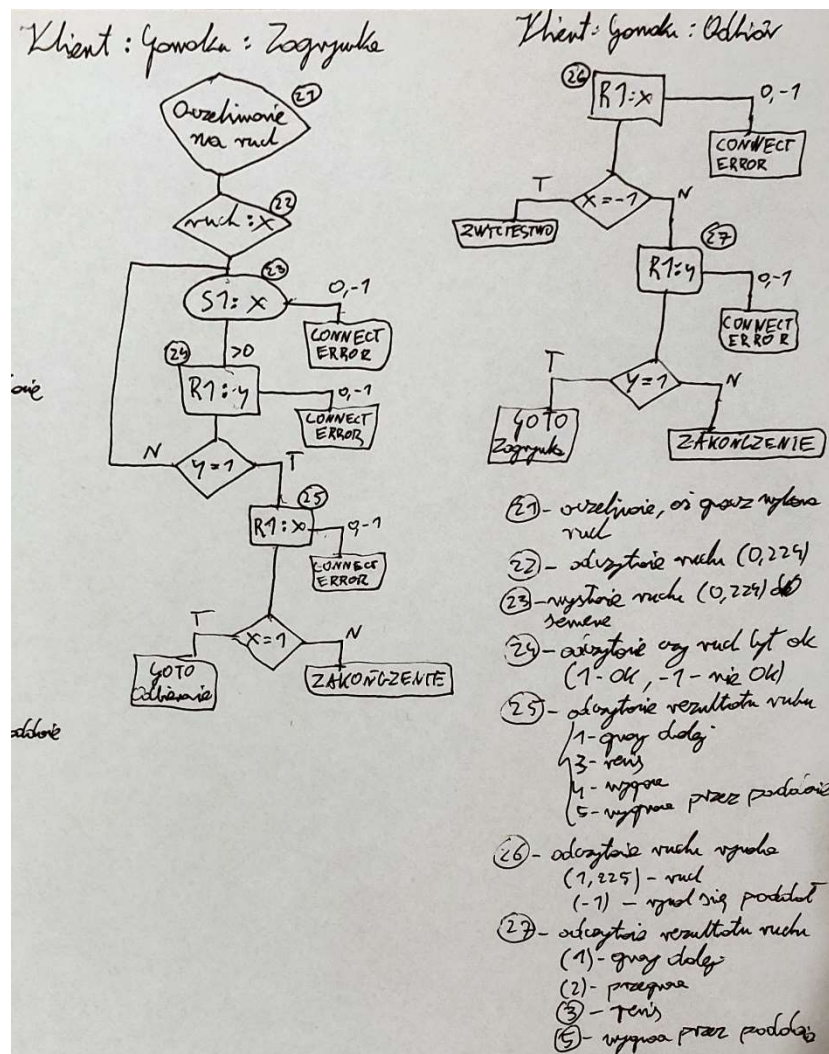 Klient : Gomoku : Zagrywka
21
Oczekiwanie
na ruch
22
ruch : x
23
S1 : x
0, -1
CONNECT
ERROR
>0
24
R1 : y
0, -1
CONNECT
ERROR
N
y = 1
T
25
R1 : x
0, -1
CONNECT
ERROR
T
x = 1
N
GOTO
Odbieranie
ZAKOŃCZENIE
Klient : Gomoku : Odbiór
26
R1 : x
0, -1
CONNECT
ERROR
T
x = -1
N
ZWYCIĘSTWO
27
R1 : y
0, -1
CONNECT
ERROR
T
y = 1
N
GOTO
Zagrywka
ZAKOŃCZENIE
21 - oczekiwanie, aż gracz wykona
ruch
22 - odczytanie ruchu (0,224)
23 - wysłanie ruchu (0,224) do
24 - odczytanie czy ruch był ok
(1 - OK, -1 - nie OK)
25 - odczytanie rezultatu ruchu
1 - gramy dalej
3 - remis
4 - wygrana
5 - wygrana przez poddanie
26 - odczytanie ruchu wroga
(1,225) - ruch
(-1) - wróg się poddał
27 - odczytanie rezultatu ruchu
(1) - gramy dalej
(2) - przegrana
3 - remis
5 - wygrana przez poddanie